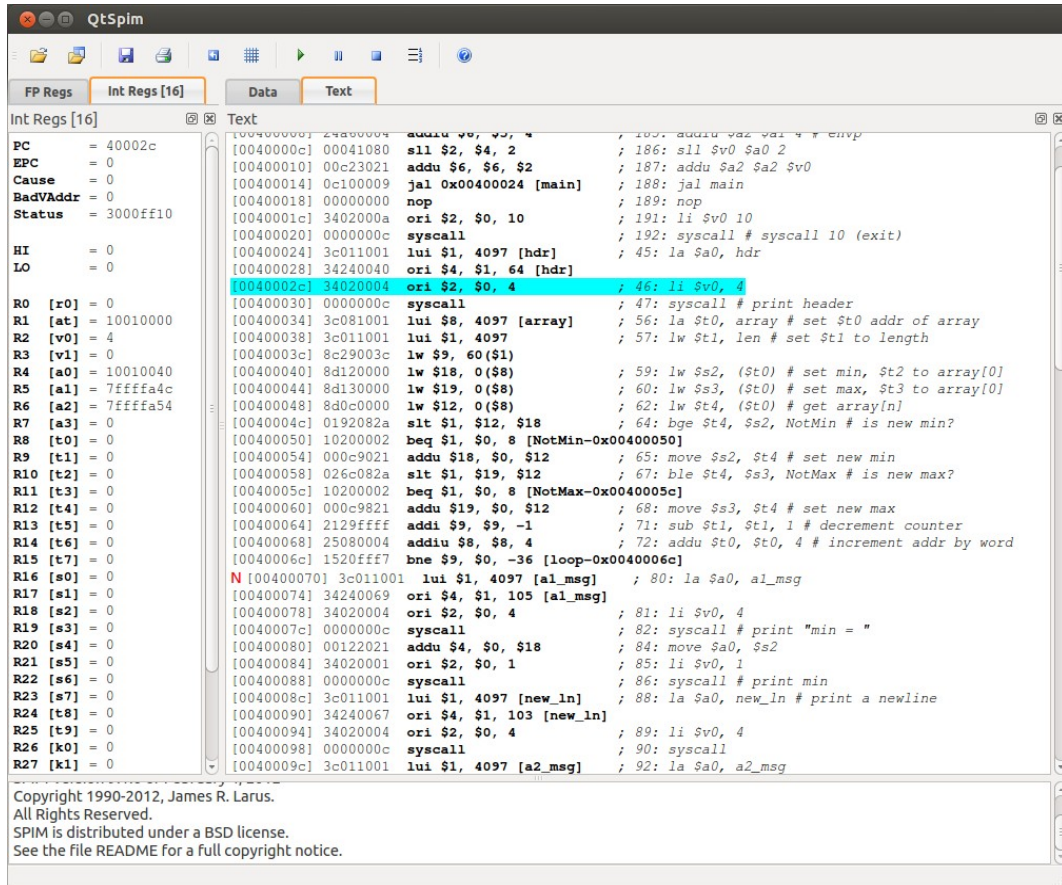 QtSpim
FP Regs
Int Regs [16]
Data
Text
Int Regs [16]
PC = 40002c
EPC = 0
Cause = 0
BadVAddr = 0
Status = 3000ff10
HI = 0
LO = 0
R0 [r0] = 0
R1 [at] = 10010000
R2 [v0] = 4
R3 [v1] = 0
R4 [a0] = 10010040
R5 [a1] = 7ffffa4c
R6 [a2] = 7ffffa54
R7 [a3] = 0
R8 [t0] = 0
R9 [t1] = 0
R10 [t2] = 0
R11 [t3] = 0
R12 [t4] = 0
R13 [t5] = 0
R14 [t6] = 0
R15 [t7] = 0
R16 [s0] = 0
R17 [s1] = 0
R18 [s2] = 0
R19 [s3] = 0
R20 [s4] = 0
R21 [s5] = 0
R22 [s6] = 0
R23 [s7] = 0
R24 [t8] = 0
R25 [t9] = 0
R26 [k0] = 0
R27 [k1] = 0
Text
[00400008] 24a60004 addiu $6, $5, 4 ; 185: addiu $a2 $a1 4 # envp
[0040000c] 00041080 sll $2, $4, 2 ; 186: sll $v0 $a0 2
[00400010] 00c23021 addu $6, $6, $2 ; 187: addu $a2 $a2 $v0
[00400014] 0c100009 jal 0x00400024 [main] ; 188: jal main
[00400018] 00000000 nop ; 189: nop
[0040001c] 3402000a ori $2, $0, 10 ; 191: li $v0 10
[00400020] 0000000c syscall ; 192: syscall # syscall 10 (exit)
[00400024] 3c011001 lui $1, 4097 [hdr] ; 45: la $a0, hdr
[00400028] 34240040 ori $4, $1, 64 [hdr]
[0040002c] 34020004 ori $2, $0, 4 ; 46: li $v0, 4
[00400030] 0000000c syscall ; 47: syscall # print header
[00400034] 3c081001 lui $8, 4097 [array] ; 56: la $t0, array # set $t0 addr of array
[00400038] 3c011001 lui $1, 4097 ; 57: lw $t1, len # set $t1 to length
[0040003c] 8c29003c lw $9, 60($1)
[00400040] 8d120000 lw $18, 0($8) ; 59: lw $s2, ($t0) # set min, $t2 to array[0]
[00400044] 8d130000 lw $19, 0($8) ; 60: lw $s3, ($t0) # set max, $t3 to array[0]
[00400048] 8d0c0000 lw $12, 0($8) ; 62: lw $t4, ($t0) # get array[n]
[0040004c] 0192082a slt $1, $12, $18 ; 64: bge $t4, $s2, NotMin # is new min?
[00400050] 10200002 beq $1, $0, 8 [NotMin-0x00400050]
[00400054] 000c9021 addu $18, $0, $12 ; 65: move $s2, $t4 # set new min
[00400058] 026c082a slt $1, $19, $12 ; 67: ble $t4, $s3, NotMax # is new max?
[0040005c] 10200002 beq $1, $0, 8 [NotMax-0x0040005c]
[00400060] 000c9821 addu $19, $0, $12 ; 68: move $s3, $t4 # set new max
[00400064] 2129ffff addi $9, $9, -1 ; 71: sub $t1, $t1, 1 # decrement counter
[00400068] 25080004 addiu $8, $8, 4 ; 72: addu $t0, $t0, 4 # increment addr by word
[0040006c] 1520fff7 bne $9, $0, -36 [loop-0x0040006c]
N [00400070] 3c011001 lui $1, 4097 [a1_msg] ; 80: la $a0, a1_msg
[00400074] 34240069 ori $4, $1, 105 [a1_msg]
[00400078] 34020004 ori $2, $0, 4 ; 81: li $v0, 4
[0040007c] 0000000c syscall ; 82: syscall # print "min = "
[00400080] 00122021 addu $4, $0, $18 ; 84: move $a0, $s2
[00400084] 34020001 ori $2, $0, 1 ; 85: li $v0, 1
[00400088] 0000000c syscall ; 86: syscall # print min
[0040008c] 3c011001 lui $1, 4097 [new_ln] ; 88: la $a0, new_ln # print a newline
[00400090] 34240067 ori $4, $1, 103 [new_ln]
[00400094] 34020004 ori $2, $0, 4 ; 89: li $v0, 4
[00400098] 0000000c syscall ; 90: syscall
[0040009c] 3c011001 lui $1, 4097 [a2_msg] ; 92: la $a0, a2_msg
Copyright 1990-2012, James R. Larus.
All Rights Reserved.
SPIM is distributed under a BSD license.
See the file README for a full copyright notice.